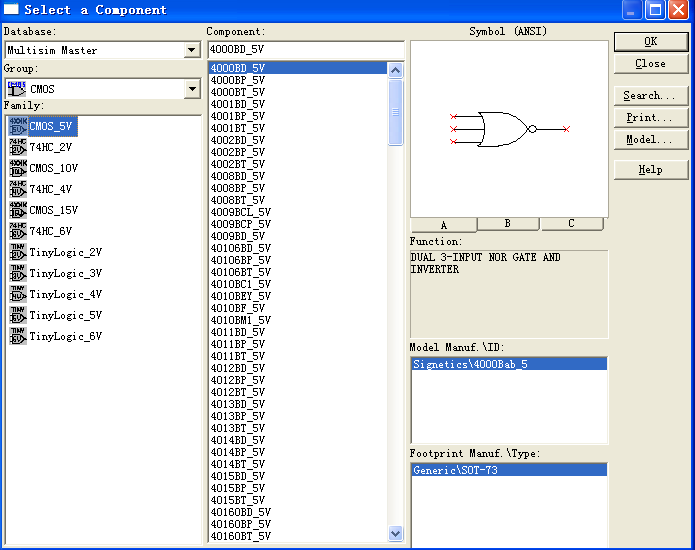 Select a Component
Database:
Multisim Master
Group:
CMOS
Family:
CMOS_5V
74HC_2V
CMOS_10V
74HC_4V
CMOS_15V
74HC_6V
TinyLogic_2V
TinyLogic_3V
TinyLogic_4V
TinyLogic_5V
TinyLogic_6V
Component:
4000BD_5V
4000BD_5V
4000BP_5V
4000BT_5V
4001BD_5V
4001BP_5V
4001BT_5V
4002BD_5V
4002BP_5V
4002BT_5V
4008BD_5V
4008BP_5V
4008BT_5V
4009BCL_5V
4009BCP_5V
4009BD_5V
40106BD_5V
40106BP_5V
40106BT_5V
4010BC1_5V
4010BEY_5V
4010BF_5V
4010BM1_5V
4011BD_5V
4011BP_5V
4011BT_5V
4012BD_5V
4012BP_5V
4012BT_5V
4013BD_5V
4013BP_5V
4013BT_5V
4014BD_5V
4014BP_5V
4014BT_5V
4015BD_5V
4015BP_5V
4015BT_5V
40160BD_5V
40160BP_5V
40160BT_5V
Symbol (ANSI)
A
B
C
Function:
DUAL 3-INPUT NOR GATE AND
INVERTER
Model Manuf.\ID:
Signetics\4000Bab_5
Footprint Manuf.\Type:
Generic\SOT-73
OK
Close
Search...
Print...
Model...
Help